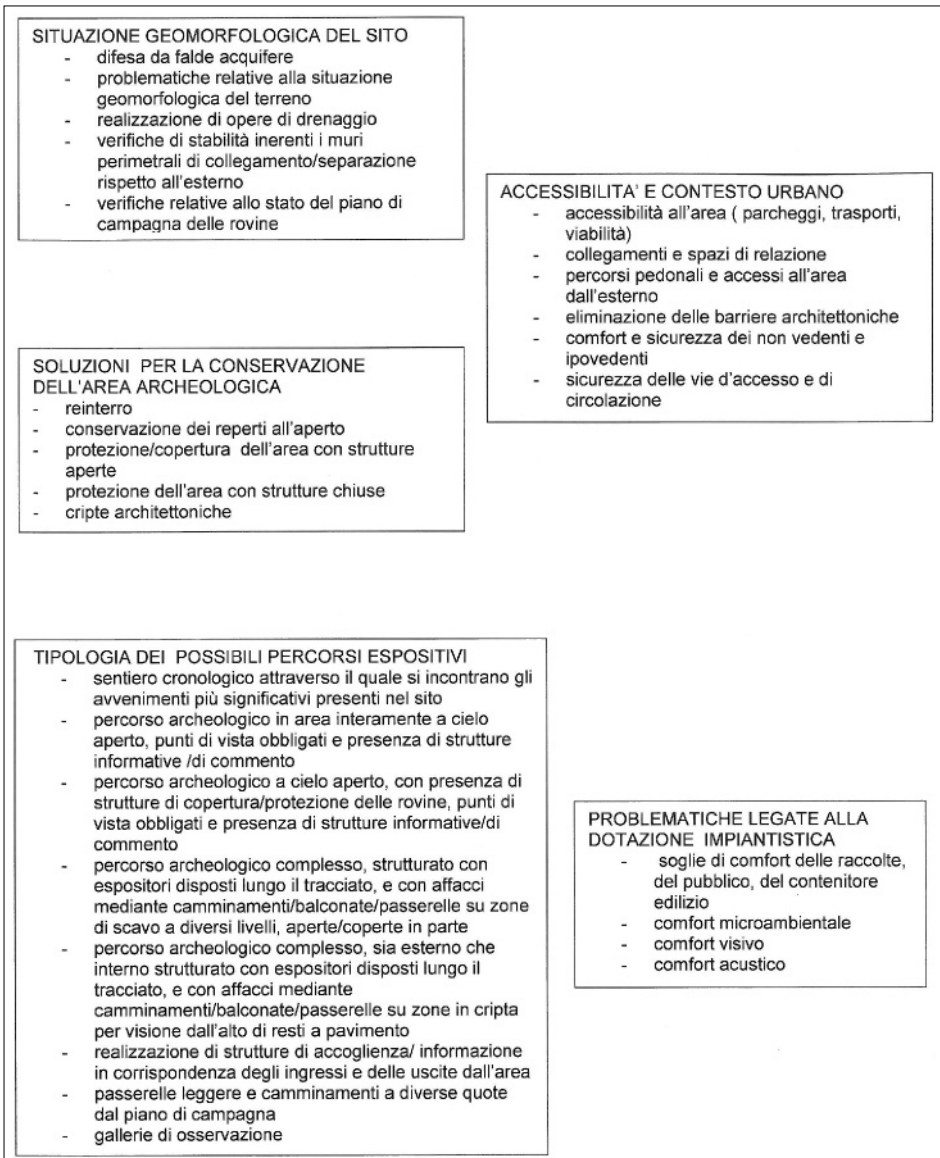 SITUAZIONE GEOMORFOLOGICA DEL SITO
- difesa da falde acquifere
- problematiche relative alla situazione
geomorfologica del terreno
- realizzazione di opere di drenaggio
- verifiche di stabilità inerenti i muri
perimetrali di collegamento/separazione
rispetto all'esterno
- verifiche relative allo stato del piano di
campagna delle rovine
ACCESSIBILITA' E CONTESTO URBANO
- accessibilità all'area ( parcheggi, trasporti,
viabilità)
- collegamenti e spazi di relazione
- percorsi pedonali e accessi all'area
dall'esterno
- eliminazione delle barriere architettoniche
- comfort e sicurezza dei non vedenti e
ipovedenti
- sicurezza delle vie d'accesso e di
circolazione
SOLUZIONI PER LA CONSERVAZIONE
DELL'AREA ARCHEOLOGICA
- reinterro
- conservazione dei reperti all'aperto
- protezione/copertura dell'area con strutture
aperte
- protezione dell'area con strutture chiuse
- cripte architettoniche
TIPOLOGIA DEI POSSIBILI PERCORSI ESPOSITIVI
- sentiero cronologico attraverso il quale si incontrano gli
avvenimenti più significativi presenti nel sito
- percorso archeologico in area interamente a cielo
aperto, punti di vista obbligati e presenza di strutture
informative /di commento
- percorso archeologico a cielo aperto, con presenza di
strutture di copertura/protezione delle rovine, punti di
vista obbligati e presenza di strutture informative/di
commento
- percorso archeologico complesso, strutturato con
espositori disposti lungo il tracciato, e con affacci
mediante camminamenti/balconate/passerelle su zone
di scavo a diversi livelli, aperte/coperte in parte
- percorso archeologico complesso, sia esterno che
interno strutturato con espositori disposti lungo il
tracciato, e con affacci mediante
camminamenti/balconate/passerelle su zone in cripta
per visione dall'alto di resti a pavimento
- realizzazione di strutture di accoglienza/ informazione
in corrispondenza degli ingressi e delle uscite dall'area
- passerelle leggere e camminamenti a diverse quote
dal piano di campagna
- gallerie di osservazione
PROBLEMATICHE LEGATE ALLA
DOTAZIONE IMPIANTISTICA
- soglie di comfort delle raccolte,
del pubblico, del contenitore
edilizio
- comfort microambientale
- comfort visivo
- comfort acustico